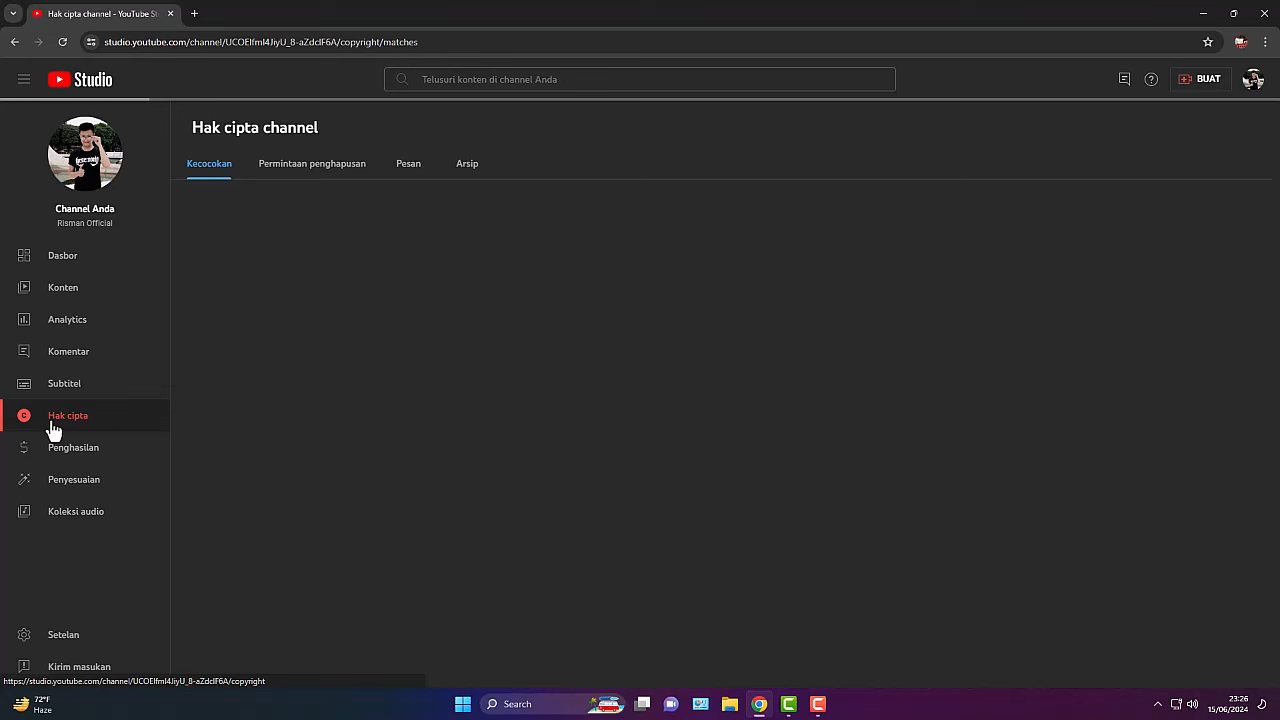 Hak cipta channel - YouTube St
studio.youtube.com/channel/UCOEIfmI4JiyU_8-aZdcIF6A/copyright/matches
Studio
Telusuri konten di channel Anda
BUAT
Channel Anda
Risman Official
Dasbor
Konten
Analytics
Komentar
Subtitel
Hak cipta
Penghasilan
Penyesuaian
Koleksi audio
Setelan
Kirim masukan
Hak cipta channel
Kecocokan
Permintaan penghapusan
Pesan
Arsip
https://studio.youtube.com/channel/UCOEIfmI4JiyU_8-aZdcIF6A/copyright
72°F
Haze
Search
23:26
15/06/2024